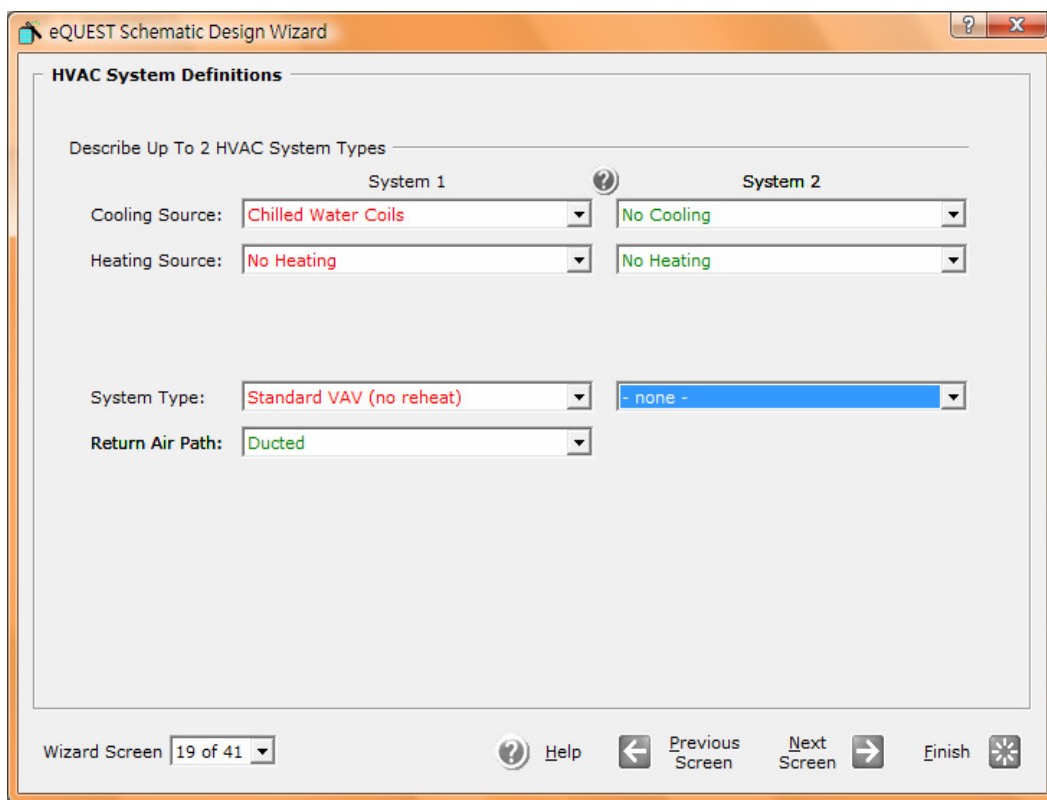 eQUEST Schematic Design Wizard
HVAC System Definitions
Describe Up To 2 HVAC System Types
System 1 System 2
Cooling Source: Chilled Water Coils No Cooling
Heating Source: No Heating No Heating
System Type: Standard VAV (no reheat) - none -
Return Air Path: Ducted
Wizard Screen 19 of 41 Help Previous Screen Next Screen Finish